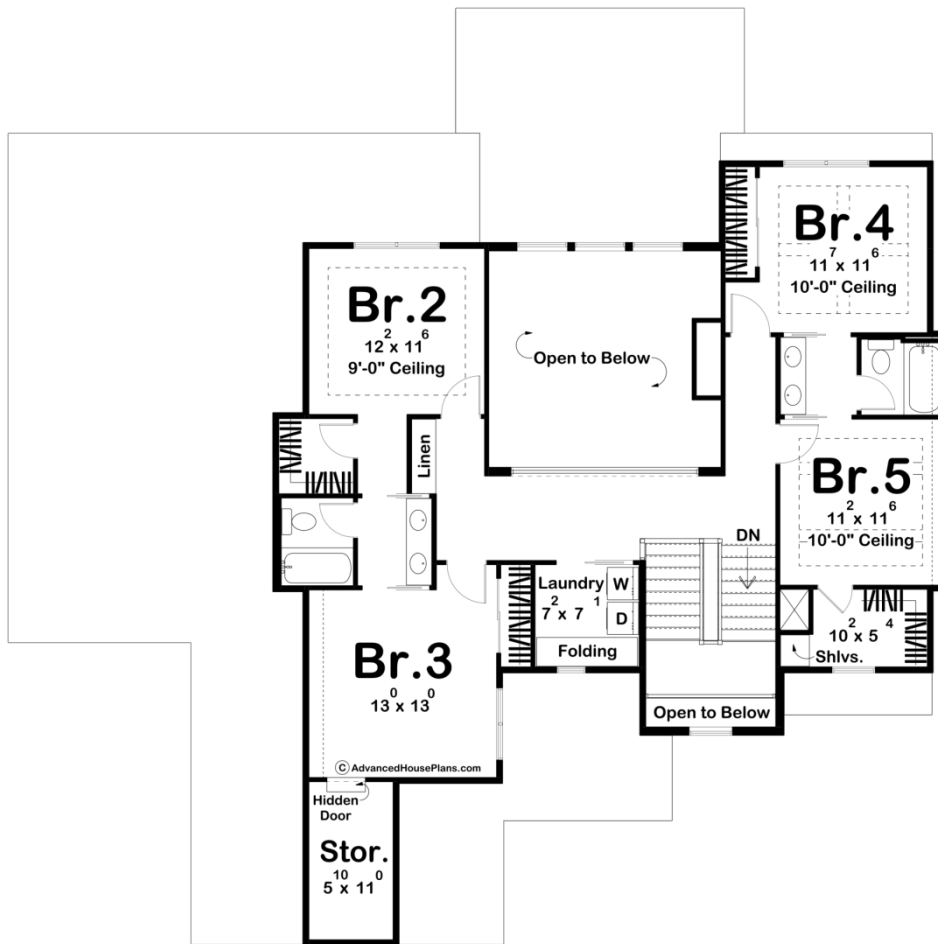 Br.4
11⁷ x 11⁶
10'-0" Ceiling
Br.2
12² x 11⁶
9'-0" Ceiling
Open to Below
Linen
Br.5
11² x 11⁶
10'-0" Ceiling
DN
Laundry
7² x 7¹
W
D
Folding
10² x 5⁴
Shlvs.
Br.3
13⁰ x 13⁰
Open to Below
© AdvancedHousePlans.com
Hidden
Door
Stor.
5¹⁰ x 11⁰